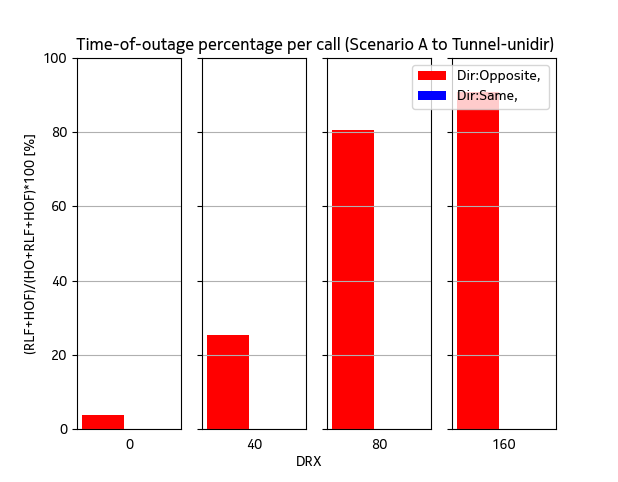 Time-of-outage percentage per call (Scenario A to Tunnel-unidir)
Dir:Opposite,
Dir:Same,
(RLF+HOF)/(HO+RLF+HOF)*100 [%]
100
80
60
40
20
0
0 40 80 160
DRX